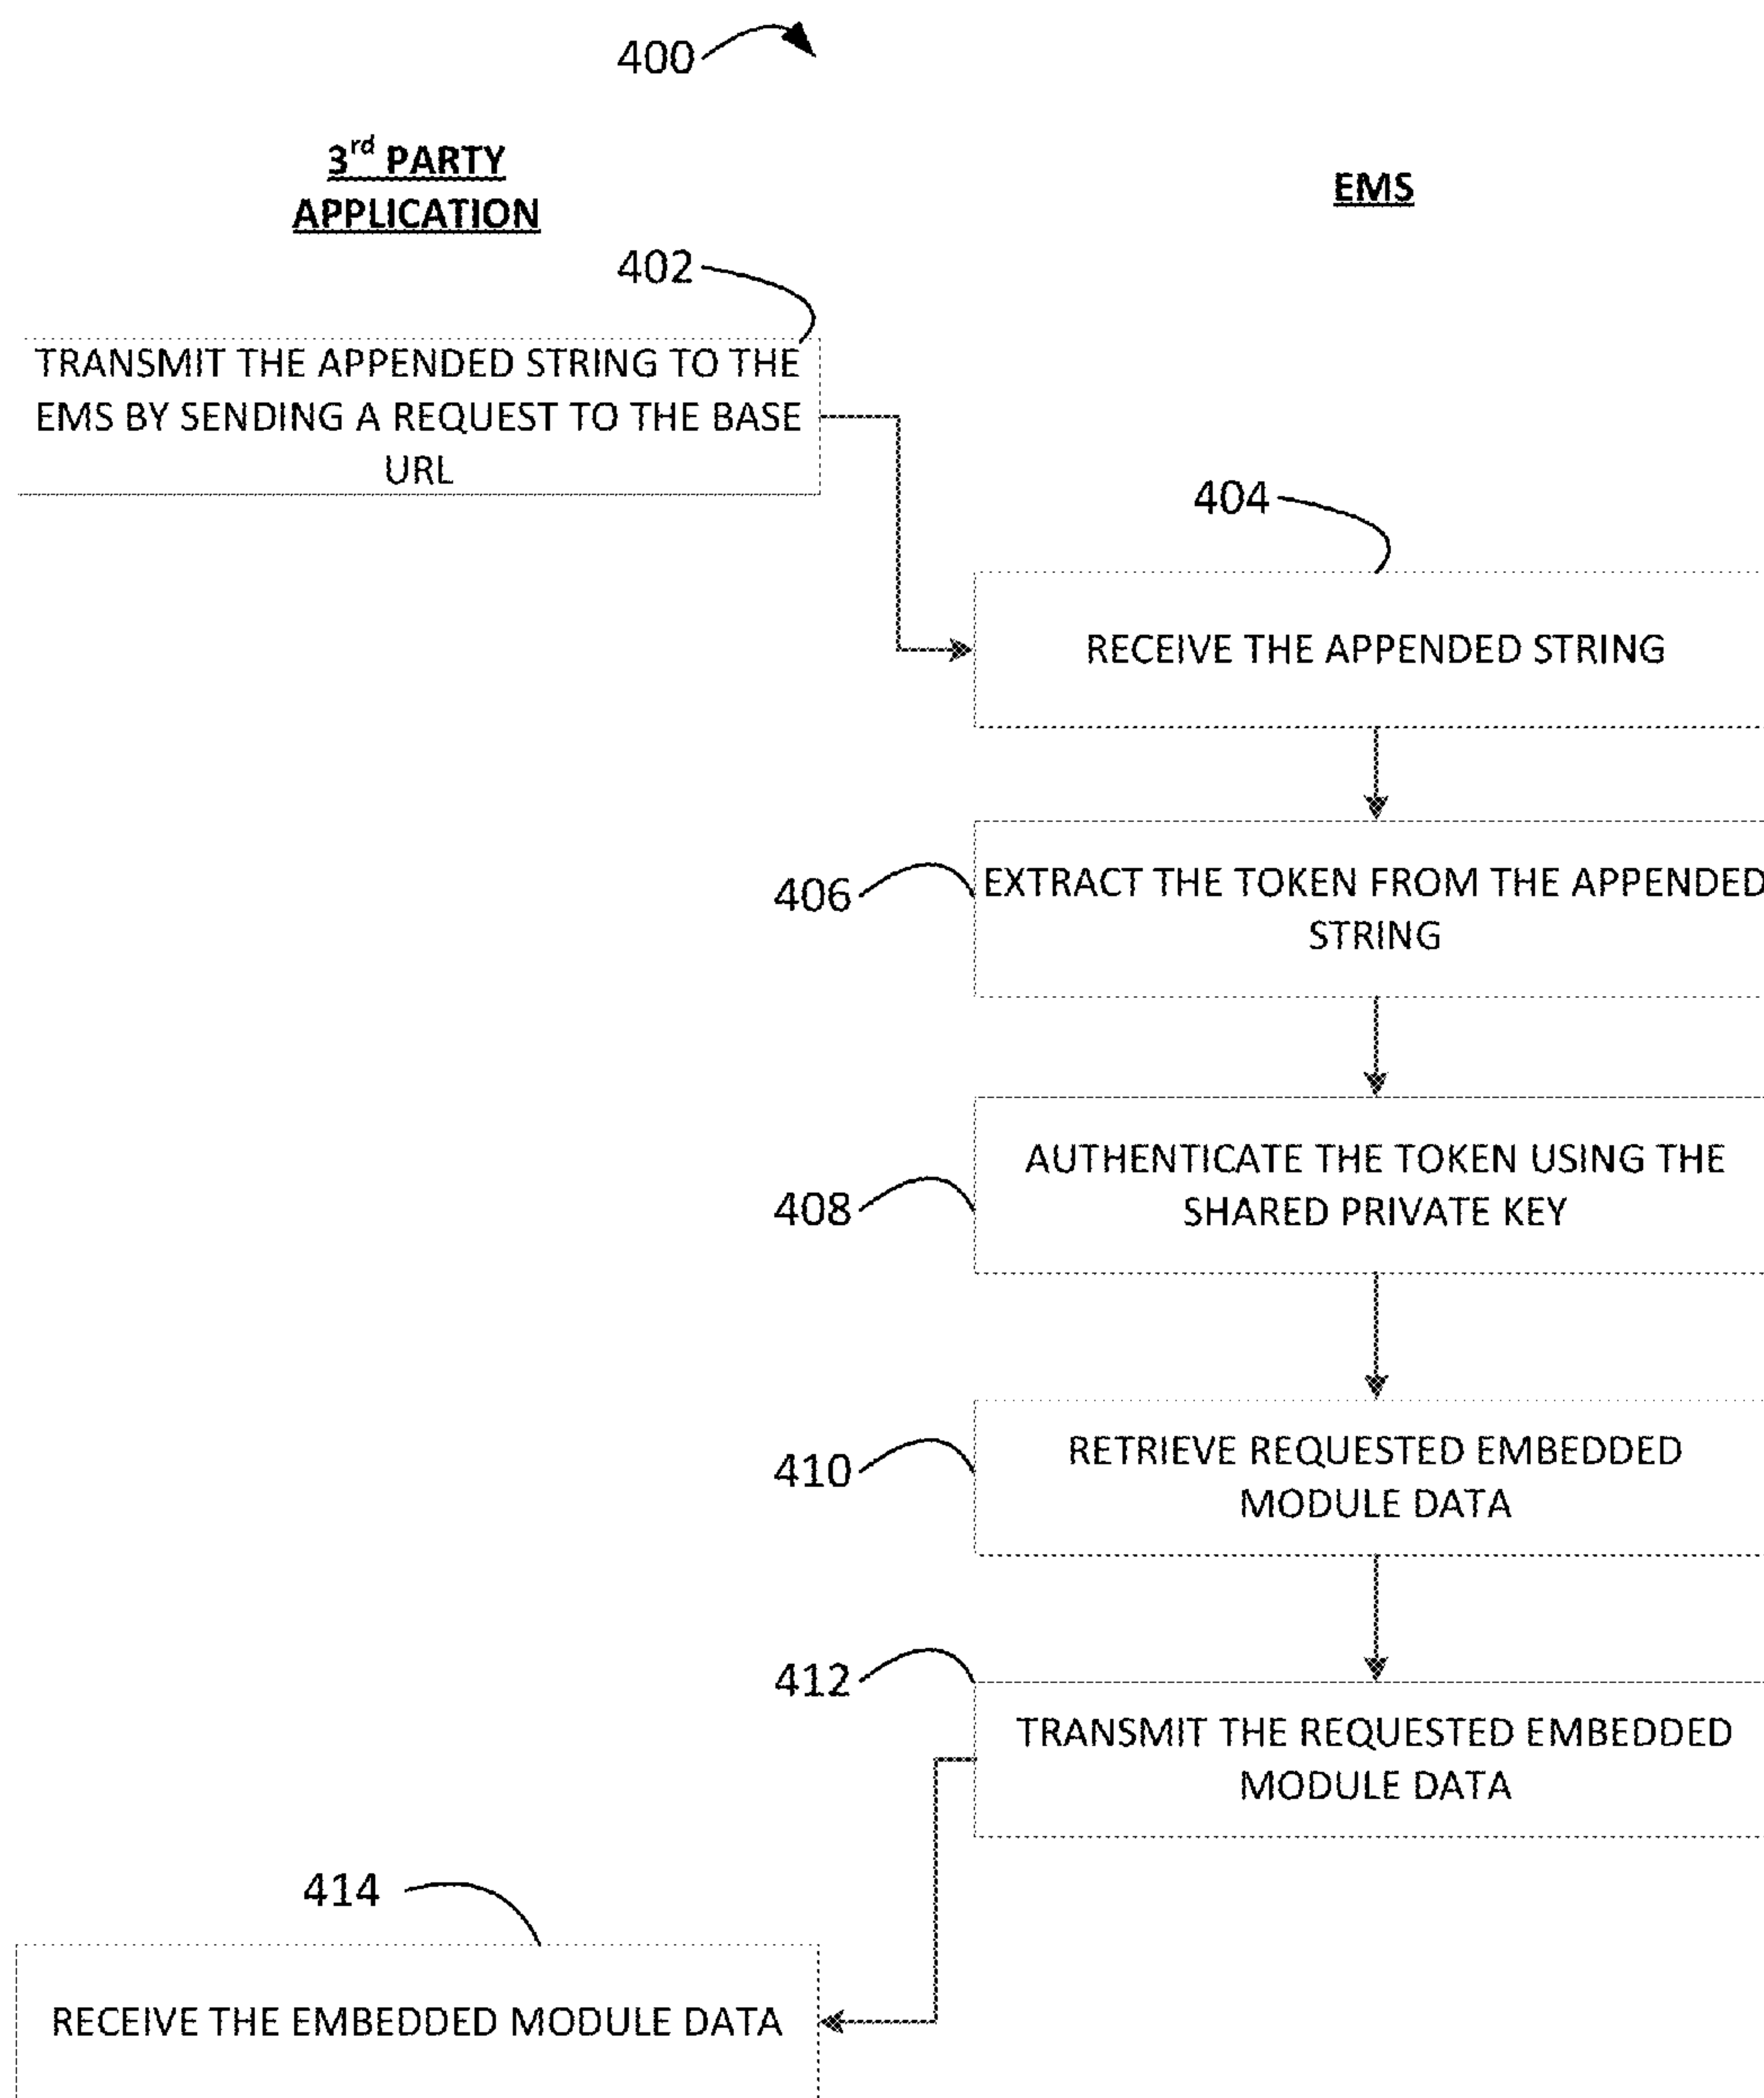 400
3rd PARTY
APPLICATION
EMS
402
TRANSMIT THE APPENDED STRING TO THE
EMS BY SENDING A REQUEST TO THE BASE
URL
404
RECEIVE THE APPENDED STRING
406
EXTRACT THE TOKEN FROM THE APPENDED
STRING
408
AUTHENTICATE THE TOKEN USING THE
SHARED PRIVATE KEY
410
RETRIEVE REQUESTED EMBEDDED
MODULE DATA
412
TRANSMIT THE REQUESTED EMBEDDED
MODULE DATA
414
RECEIVE THE EMBEDDED MODULE DATA